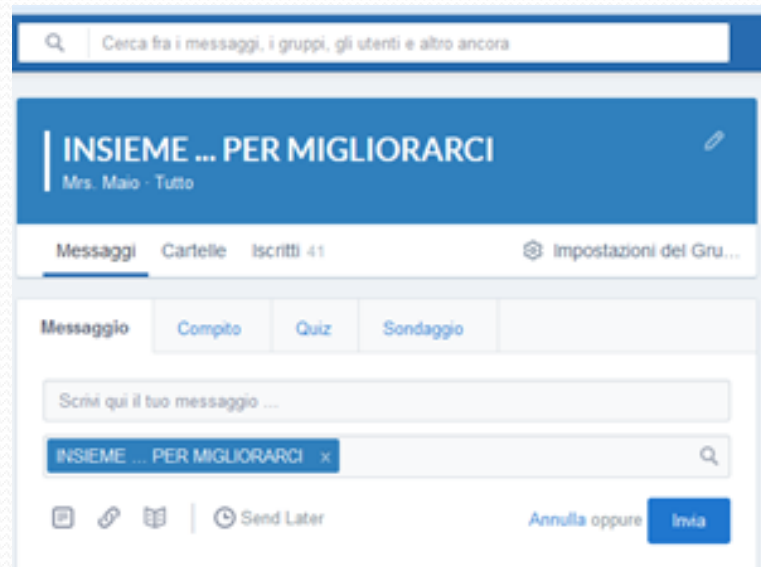 Cerca fra i messaggi, i gruppi, gli utenti e altro ancora
INSIEME ... PER MIGLIORARCI
Mrs. Maio · Tutto
Messaggi Cartelle Iscritti 41 Impostazioni del Gru...
Messaggio Compito Quiz Sondaggio
Scrivi qui il tuo messaggio ...
INSIEME ... PER MIGLIORARCI ×
Send Later Annulla oppure Invia